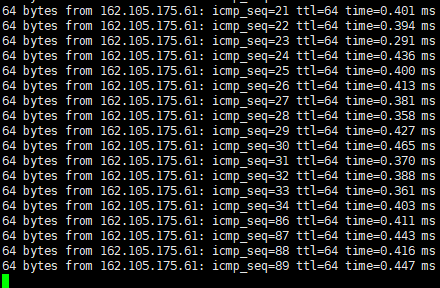 64 bytes from 162.105.175.61: icmp_seq=21 ttl=64 time=0.401 ms
64 bytes from 162.105.175.61: icmp_seq=22 ttl=64 time=0.394 ms
64 bytes from 162.105.175.61: icmp_seq=23 ttl=64 time=0.291 ms
64 bytes from 162.105.175.61: icmp_seq=24 ttl=64 time=0.436 ms
64 bytes from 162.105.175.61: icmp_seq=25 ttl=64 time=0.400 ms
64 bytes from 162.105.175.61: icmp_seq=26 ttl=64 time=0.413 ms
64 bytes from 162.105.175.61: icmp_seq=27 ttl=64 time=0.381 ms
64 bytes from 162.105.175.61: icmp_seq=28 ttl=64 time=0.358 ms
64 bytes from 162.105.175.61: icmp_seq=29 ttl=64 time=0.427 ms
64 bytes from 162.105.175.61: icmp_seq=30 ttl=64 time=0.465 ms
64 bytes from 162.105.175.61: icmp_seq=31 ttl=64 time=0.370 ms
64 bytes from 162.105.175.61: icmp_seq=32 ttl=64 time=0.388 ms
64 bytes from 162.105.175.61: icmp_seq=33 ttl=64 time=0.361 ms
64 bytes from 162.105.175.61: icmp_seq=34 ttl=64 time=0.403 ms
64 bytes from 162.105.175.61: icmp_seq=86 ttl=64 time=0.411 ms
64 bytes from 162.105.175.61: icmp_seq=87 ttl=64 time=0.443 ms
64 bytes from 162.105.175.61: icmp_seq=88 ttl=64 time=0.416 ms
64 bytes from 162.105.175.61: icmp_seq=89 ttl=64 time=0.447 ms